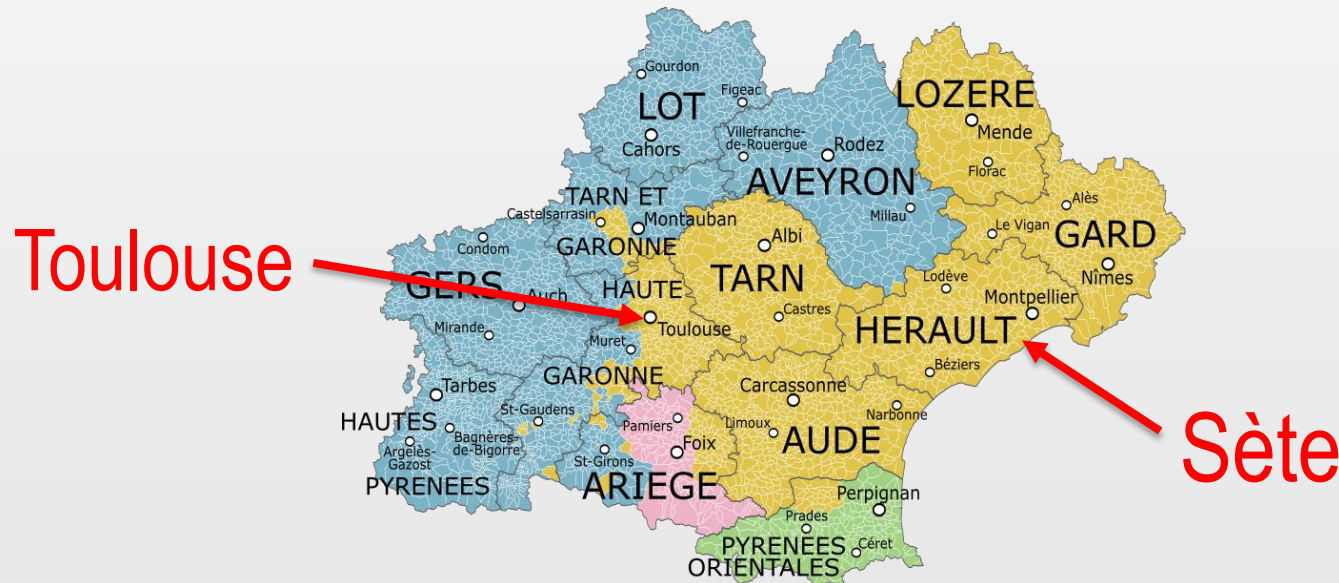 Gourdon
LOT
Figeac
Cahors
LOZERE
Mende
Florac
Villefranche-
de-Rouergue
Rodez
AVEYRON
Millau
TARN ET
GARONNE
Castelsarrasin
Montauban
Alès
Le Vigan
GARD
Nîmes
Toulouse
Condom
GERS
Auch
Mirande
HAUTE
GARONNE
Toulouse
Muret
St-Gaudens
Albi
TARN
Castres
Lodève
Montpellier
HERAULT
Béziers
Sète
Tarbes
HAUTES
PYRENEES
Argelès-
Gazost
Bagnères-
de-Bigorre
Pamiers
Foix
St-Girons
ARIEGE
Carcassonne
Limoux
Narbonne
AUDE
Perpignan
Prades
Céret
PYRENEES
ORIENTALES